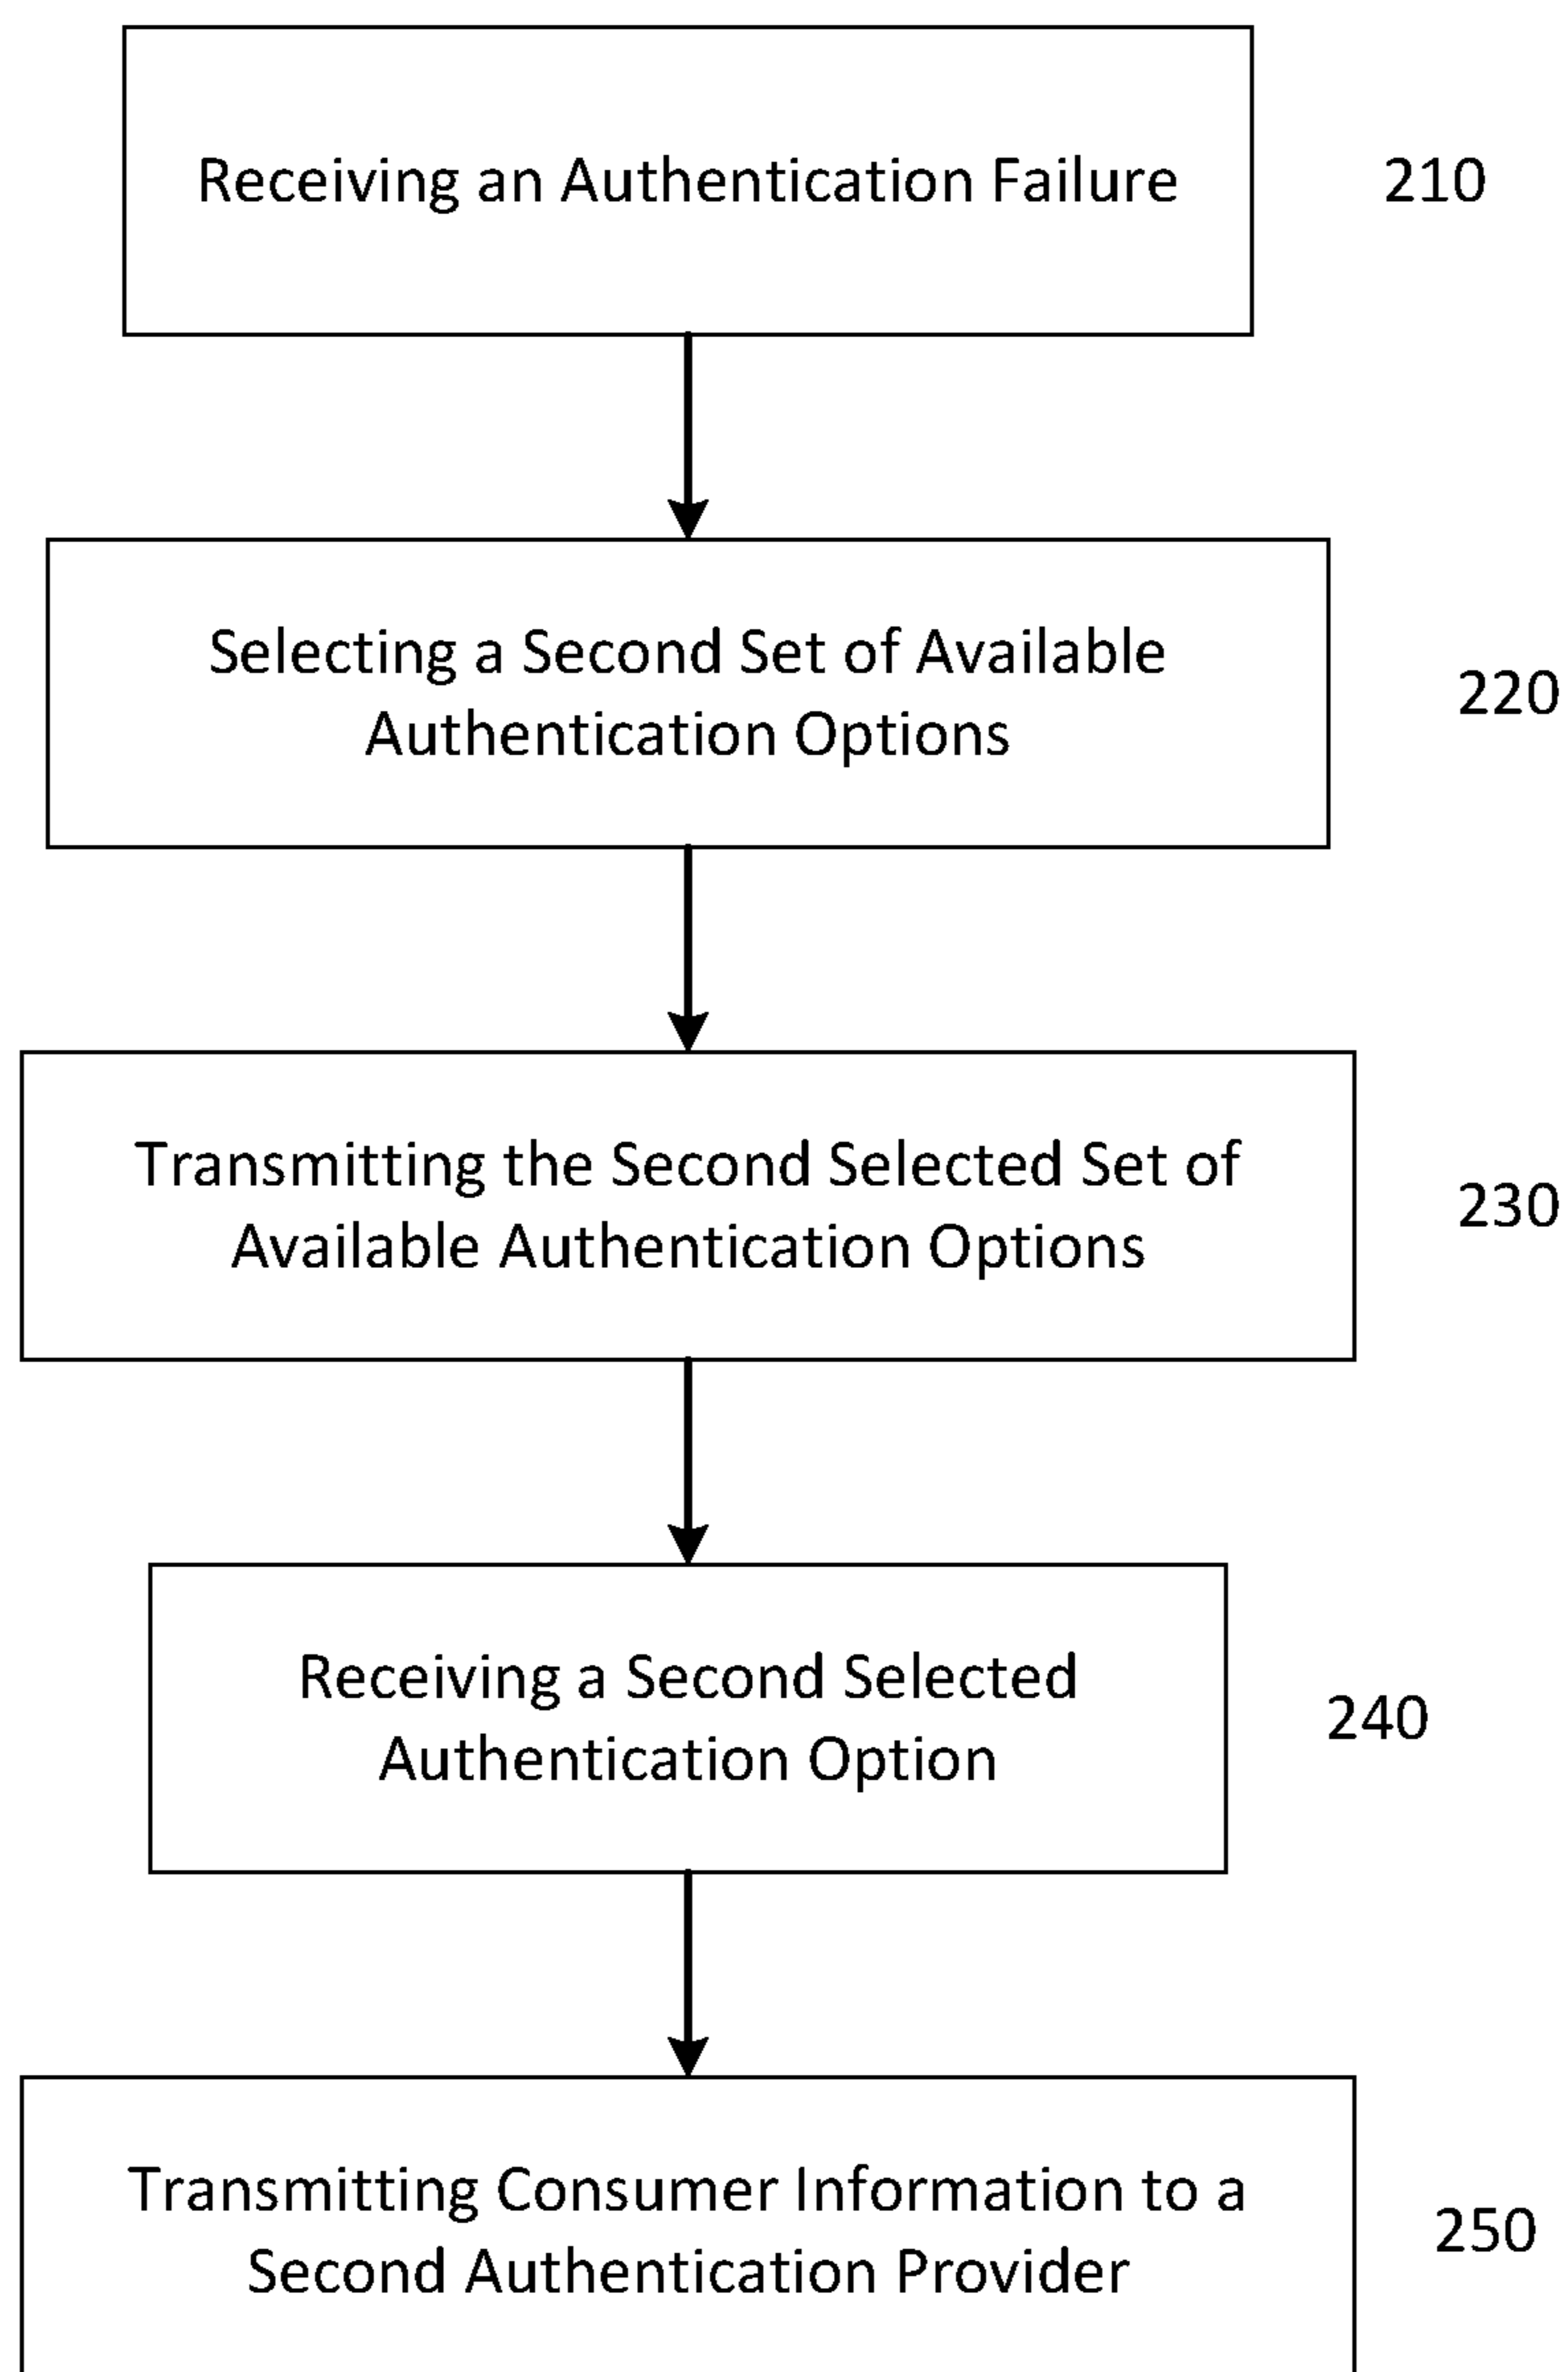 Receiving an Authentication Failure
210
Selecting a Second Set of Available
Authentication Options
220
Transmitting the Second Selected Set of
Available Authentication Options
230
Receiving a Second Selected
Authentication Option
240
Transmitting Consumer Information to a
Second Authentication Provider
250